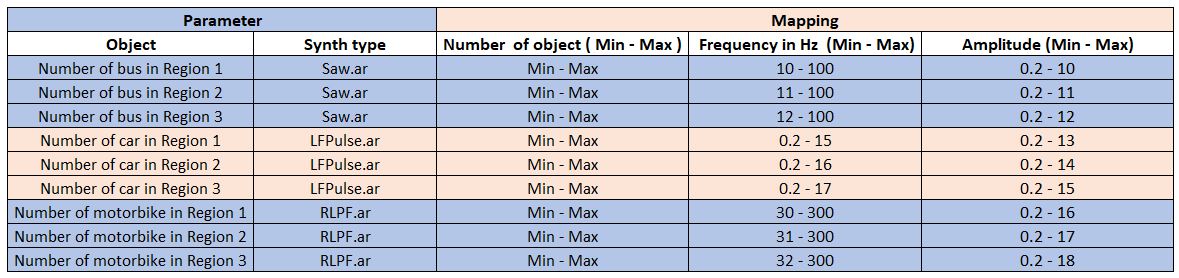 Parameter Mapping
Object Synth type Number of object ( Min - Max ) Frequency in Hz (Min - Max) Amplitude (Min - Max)
Number of bus in Region 1 Saw.ar Min - Max 10 - 100 0.2 - 10
Number of bus in Region 2 Saw.ar Min - Max 11 - 100 0.2 - 11
Number of bus in Region 3 Saw.ar Min - Max 12 - 100 0.2 - 12
Number of car in Region 1 LFPulse.ar Min - Max 0.2 - 15 0.2 - 13
Number of car in Region 2 LFPulse.ar Min - Max 0.2 - 16 0.2 - 14
Number of car in Region 3 LFPulse.ar Min - Max 0.2 - 17 0.2 - 15
Number of motorbike in Region 1 RLPF.ar Min - Max 30 - 300 0.2 - 16
Number of motorbike in Region 2 RLPF.ar Min - Max 31 - 300 0.2 - 17
Number of motorbike in Region 3 RLPF.ar Min - Max 32 - 300 0.2 - 18